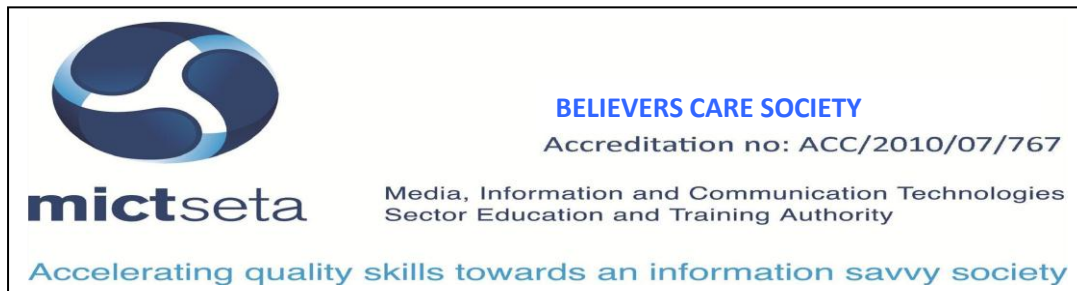 BELIEVERS CARE SOCIETY
Accreditation no: ACC/2010/07/767
mictseta
Media, Information and Communication Technologies
Sector Education and Training Authority
Accelerating quality skills towards an information savvy society